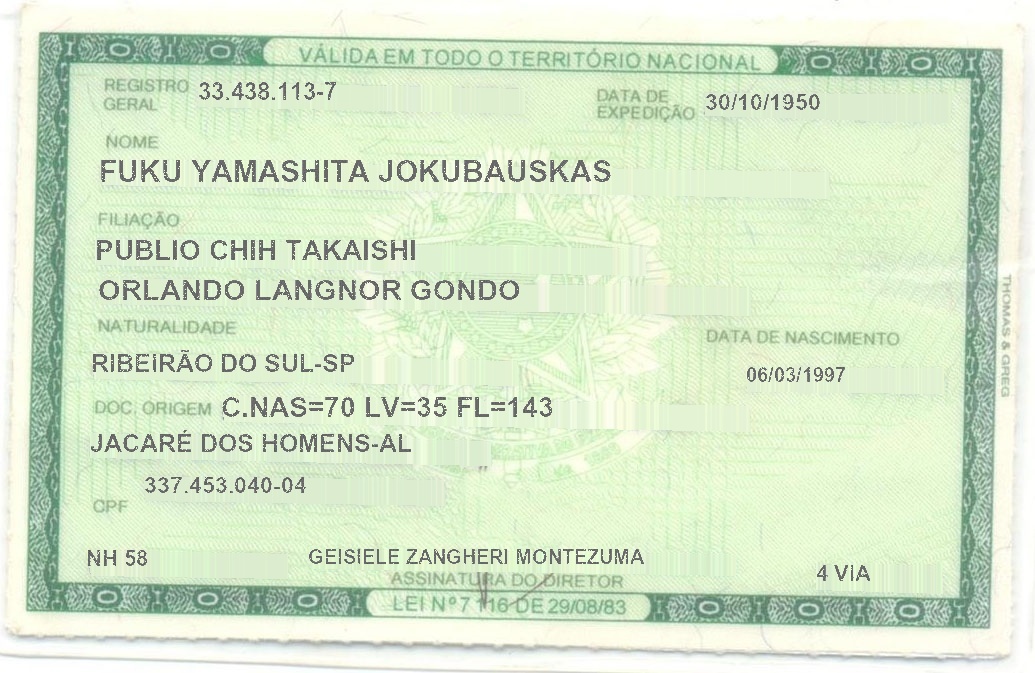 VÁLIDA EM TODO O TERRITÓRIO NACIONAL
REGISTRO GERAL 33.438.113-7
DATA DE EXPEDIÇÃO 30/10/1950
NOME
FUKU YAMASHITA JOKUBAUSKAS
FILIAÇÃO
PUBLIO CHIH TAKAISHI
ORLANDO LANGNOR GONDO
NATURALIDADE
DATA DE NASCIMENTO
RIBEIRÃO DO SUL-SP
06/03/1997
DOC. ORIGEM C.NAS=70 LV=35 FL=143
JACARÉ DOS HOMENS-AL
337.453.040-04
CPF
NH 58
GEISIELE ZANGHERI MONTEZUMA
4 VIA
ASSINATURA DO DIRETOR
LEI Nº 7 116 DE 29/08/83
THOMAS & GREG